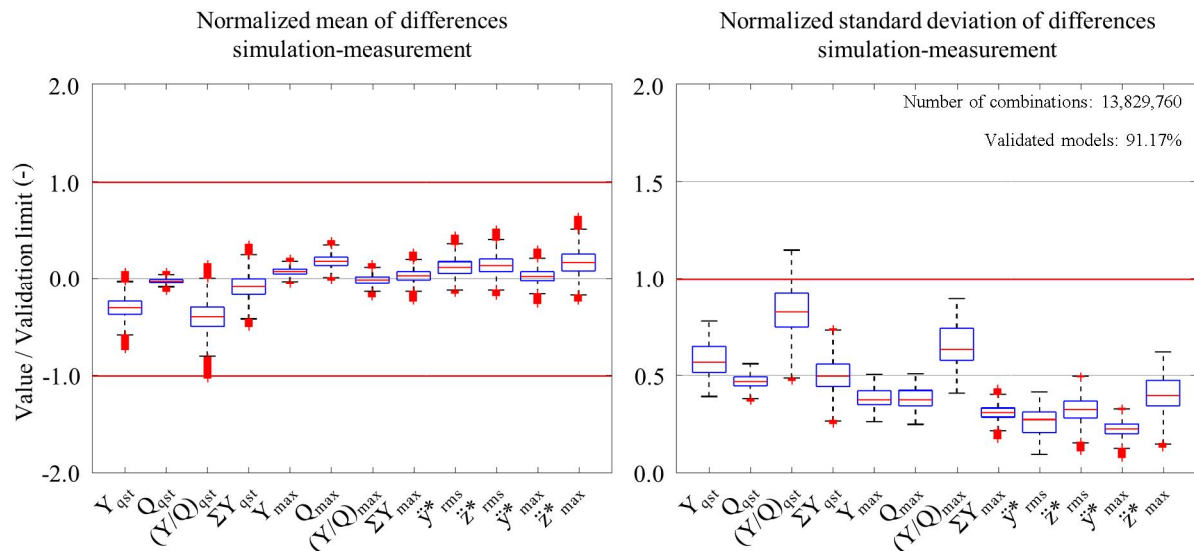 Normalized mean of differences
simulation-measurement
Value / Validation limit (-)
2.0
1.0
0.0
-1.0
-2.0
Y qst
Q qst
(Y/Q) qst
ΣY qst
Y max
Q max
(Y/Q) max
ΣY max
ÿ* rms
z̈* rms
ÿ* max
z̈* max
Normalized standard deviation of differences
simulation-measurement
Number of combinations: 13,829,760
Validated models: 91.17%
2.0
1.5
1.0
0.5
0.0
Y qst
Q qst
(Y/Q) qst
ΣY qst
Y max
Q max
(Y/Q) max
ΣY max
ÿ* rms
z̈* rms
ÿ* max
z̈* max